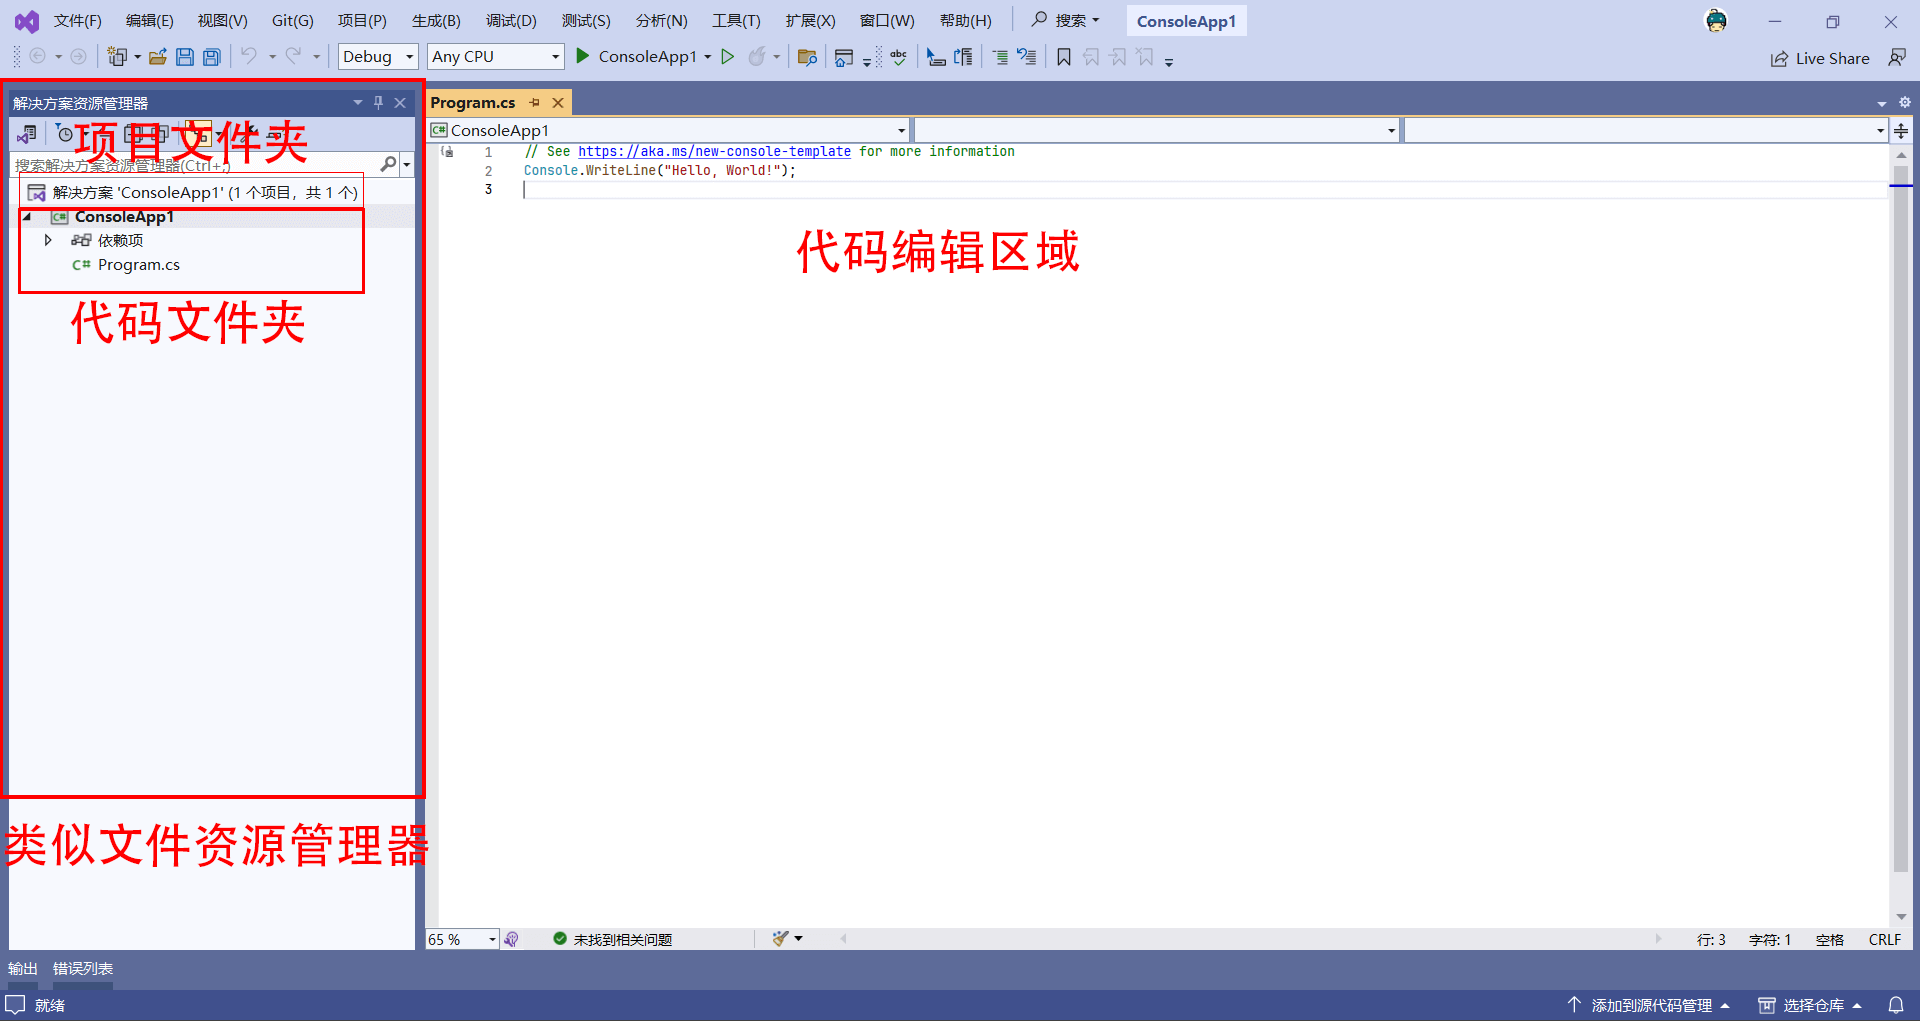 文件(F) 编辑(E) 视图(V) Git(G) 项目(P) 生成(B) 调试(D) 测试(S) 分析(N) 工具(T) 扩展(X) 窗口(W) 帮助(H) 搜索 ConsoleApp1
Debug Any CPU ConsoleApp1 abc Live Share
解决方案资源管理器
项目文件夹
搜索解决方案资源管理器(Ctrl+;)
解决方案 'ConsoleApp1' (1 个项目，共 1 个)
C# ConsoleApp1
依赖项
C# Program.cs
代码文件夹
类似文件资源管理器
Program.cs
C# ConsoleApp1
1 // See https://aka.ms/new-console-template for more information
2 Console.WriteLine("Hello, World!");
3
代码编辑区域
65 % 未找到相关问题 行: 3 字符: 1 空格 CRLF
输出 错误列表
就绪 添加到源代码管理 选择仓库